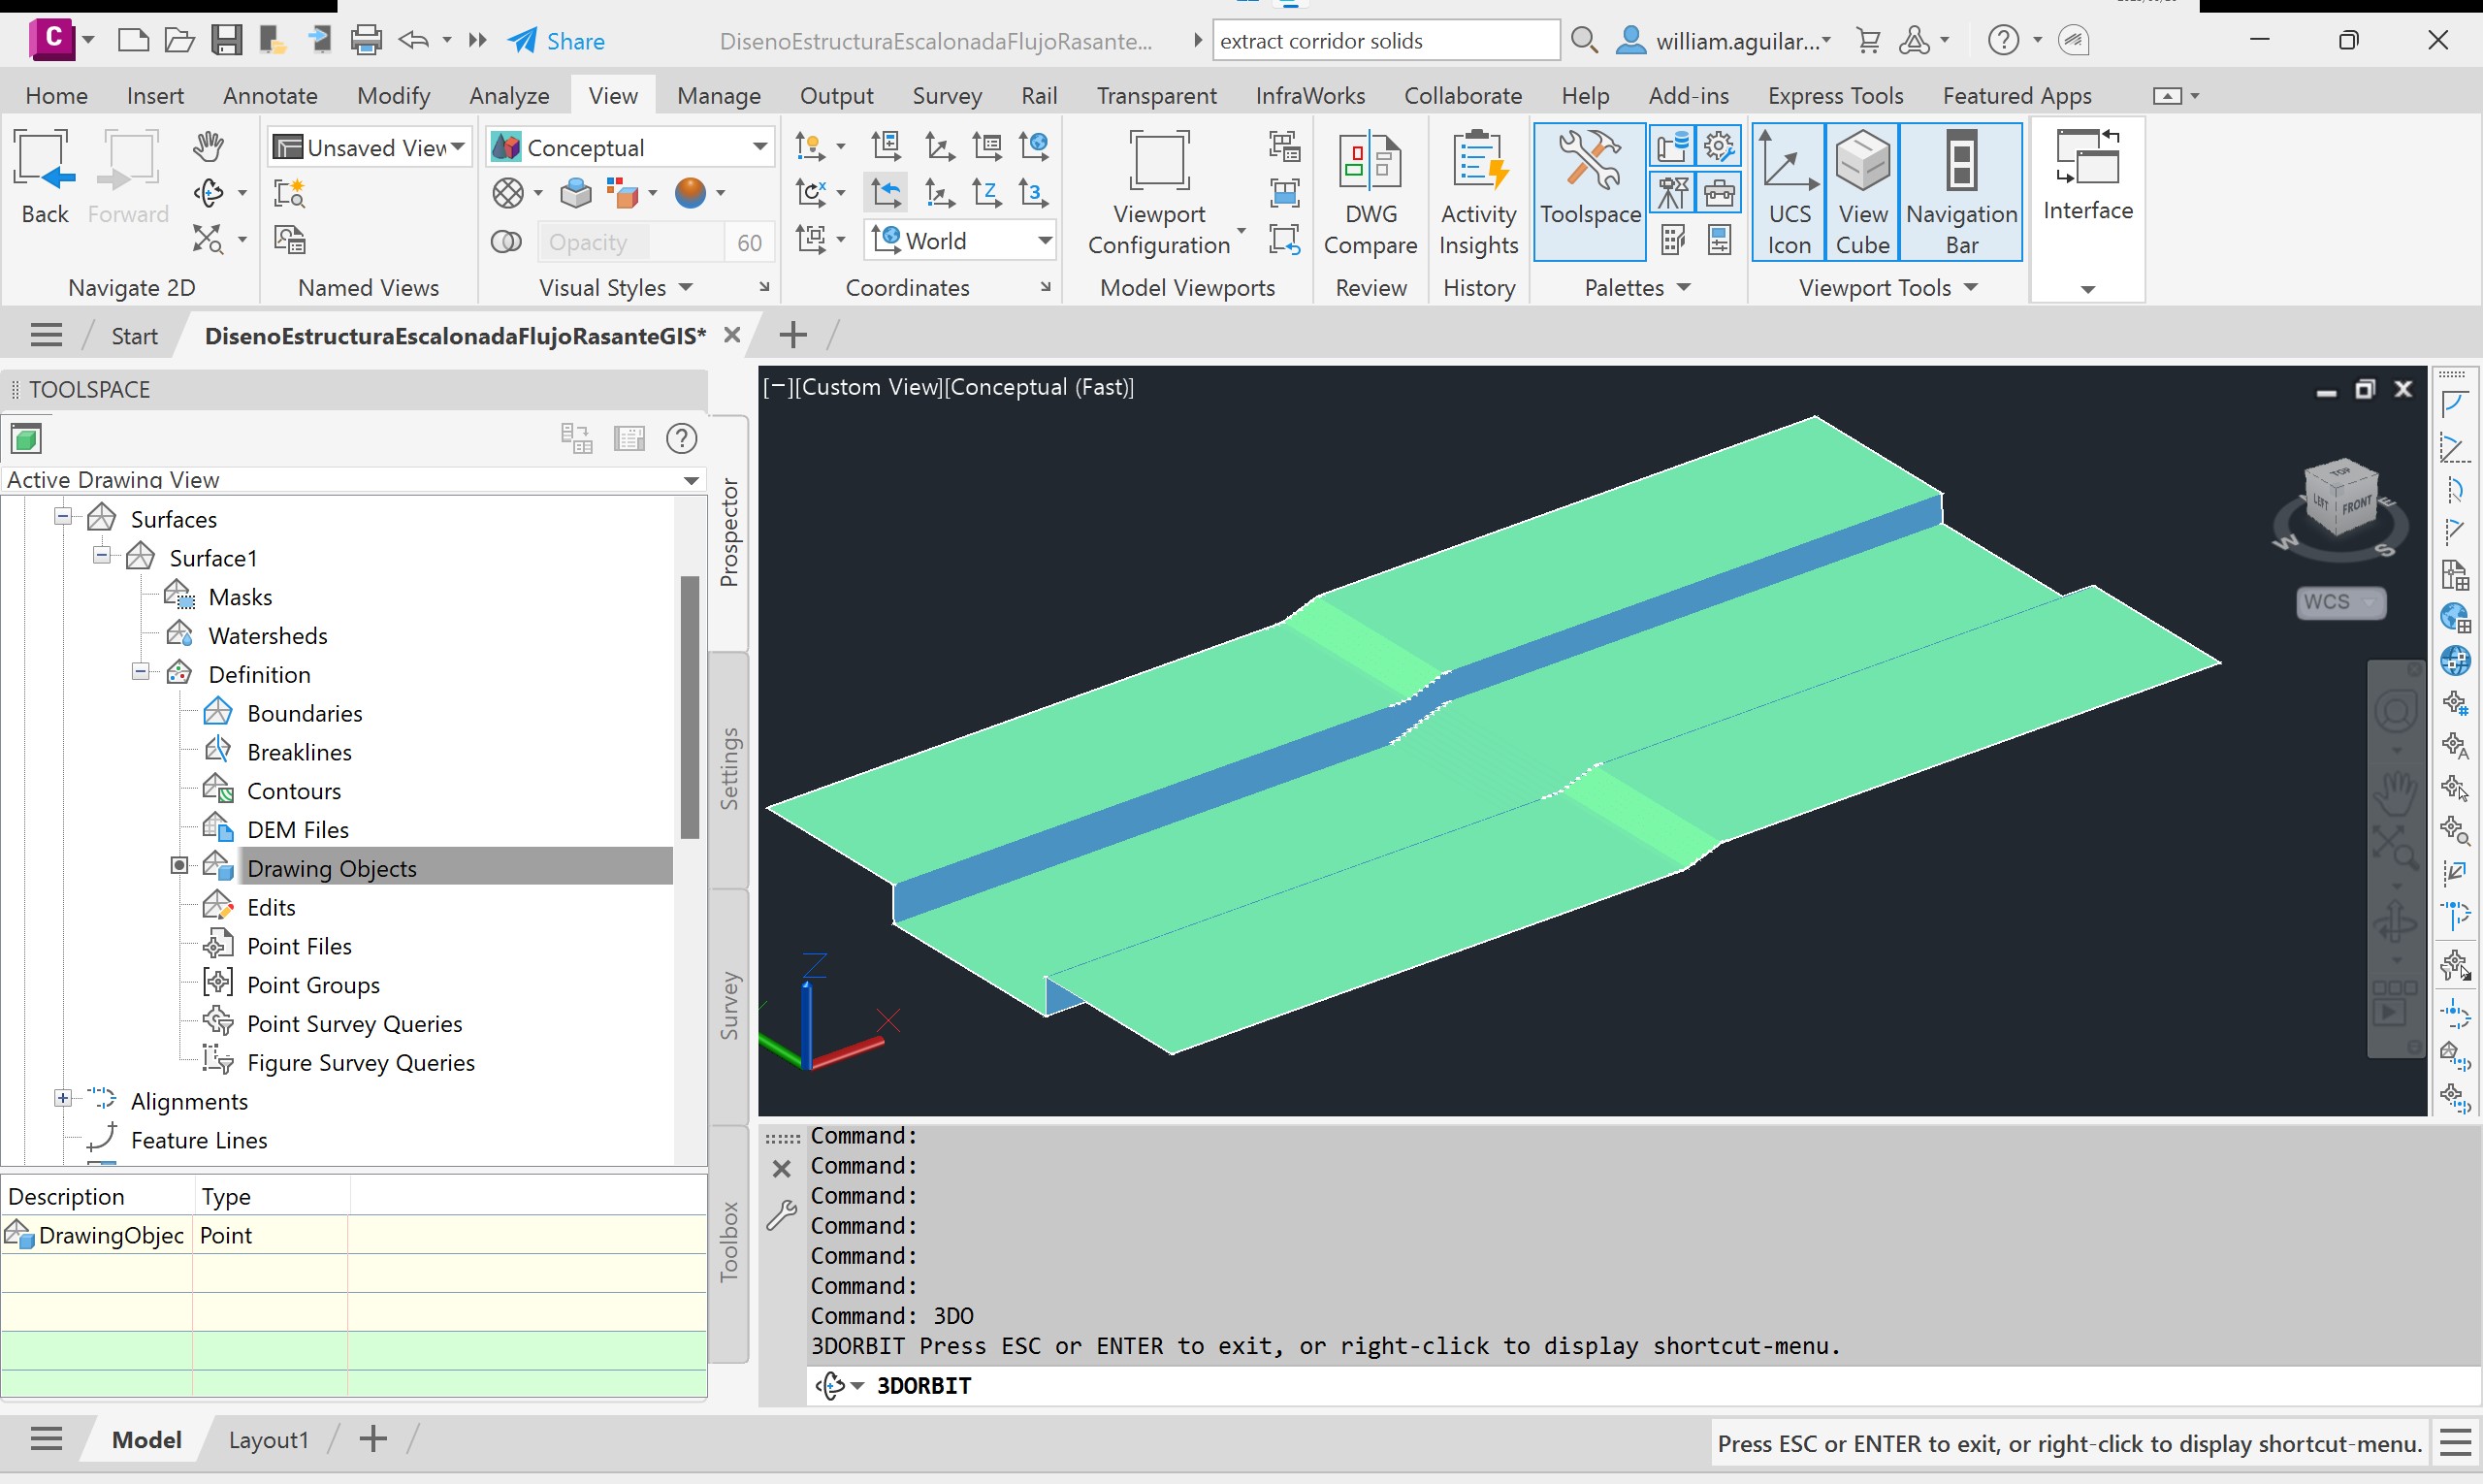 C
Share
DisenoEstructuraEscalonadaFlujoRasante...
extract corridor solids
william.aguilar...
Home Insert Annotate Modify Analyze View Manage Output Survey Rail Transparent InfraWorks Collaborate Help Add-ins Express Tools Featured Apps
Back Forward
Unsaved View
Conceptual
Opacity 60
World
Viewport Configuration
DWG Compare
Activity Insights
Toolspace
UCS Icon
View Cube
Navigation Bar
Interface
Navigate 2D Named Views Visual Styles Coordinates Model Viewports Review History Palettes Viewport Tools
Start
DisenoEstructuraEscalonadaFlujoRasanteGIS*
TOOLSPACE
Active Drawing View
Surfaces
Surface1
Masks
Watersheds
Definition
Boundaries
Breaklines
Contours
DEM Files
Drawing Objects
Edits
Point Files
Point Groups
Point Survey Queries
Figure Survey Queries
Alignments
Feature Lines
Prospector
Settings
Survey
Toolbox
Description Type
DrawingObjec Point
[−][Custom View][Conceptual (Fast)]
TOP
LEFT
FRONT
W
S
E
WCS
Z
X
Command:
Command:
Command:
Command:
Command:
Command:
Command: 3DO
3DORBIT Press ESC or ENTER to exit, or right-click to display shortcut-menu.
3DORBIT
Model
Layout1
Press ESC or ENTER to exit, or right-click to display shortcut-menu.